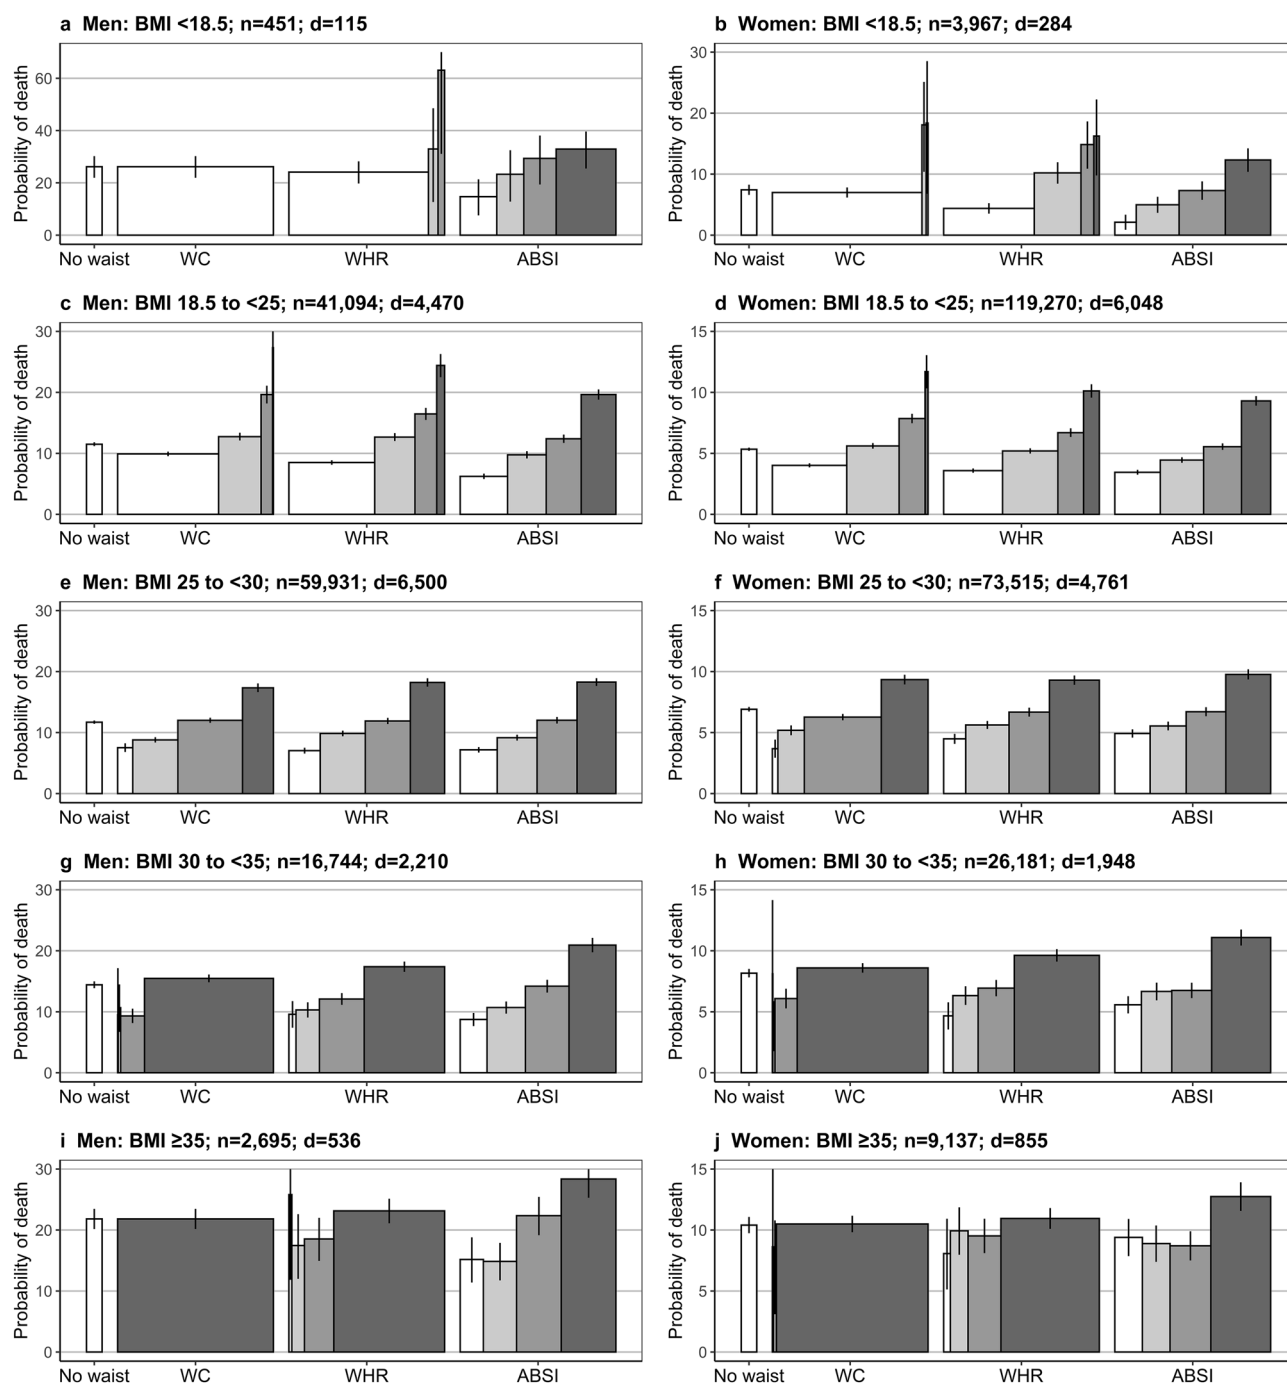 a Men: BMI <18.5; n=451; d=115
Probability of death
60
40
20
0
No waist WC WHR ABSI
b Women: BMI <18.5; n=3,967; d=284
Probability of death
30
20
10
0
No waist WC WHR ABSI
c Men: BMI 18.5 to <25; n=41,094; d=4,470
Probability of death
30
20
10
0
No waist WC WHR ABSI
d Women: BMI 18.5 to <25; n=119,270; d=6,048
Probability of death
15
10
5
0
No waist WC WHR ABSI
e Men: BMI 25 to <30; n=59,931; d=6,500
Probability of death
30
20
10
0
No waist WC WHR ABSI
f Women: BMI 25 to <30; n=73,515; d=4,761
Probability of death
15
10
5
0
No waist WC WHR ABSI
g Men: BMI 30 to <35; n=16,744; d=2,210
Probability of death
30
20
10
0
No waist WC WHR ABSI
h Women: BMI 30 to <35; n=26,181; d=1,948
Probability of death
15
10
5
0
No waist WC WHR ABSI
i Men: BMI ≥35; n=2,695; d=536
Probability of death
30
20
10
0
No waist WC WHR ABSI
j Women: BMI ≥35; n=9,137; d=855
Probability of death
15
10
5
0
No waist WC WHR ABSI